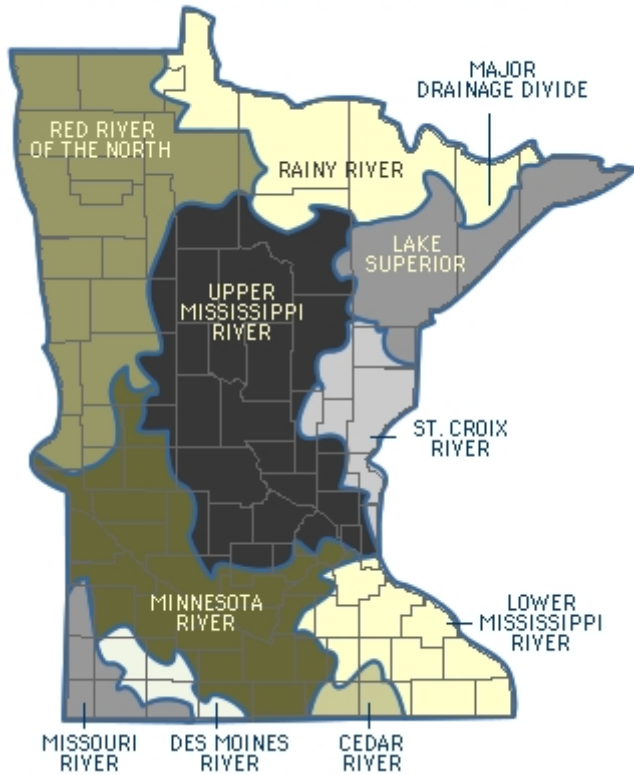 MAJOR
DRAINAGE DIVIDE
RED RIVER
OF THE NORTH
RAINY RIVER
LAKE
SUPERIOR
UPPER
MISSISSIPPI
RIVER
ST. CROIX
RIVER
MINNESOTA
RIVER
LOWER
MISSISSIPPI
RIVER
MISSOURI
RIVER
DES MOINES
RIVER
CEDAR
RIVER